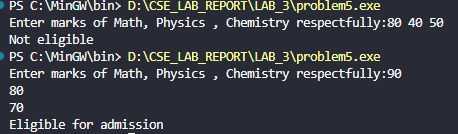 PS C:\MinGW\bin> D:\CSE_LAB_REPORT\LAB_3\problem5.exe
Enter marks of Math, Physics , Chemistry respectfully:80 40 50
Not eligible
PS C:\MinGW\bin> D:\CSE_LAB_REPORT\LAB_3\problem5.exe
Enter marks of Math, Physics , Chemistry respectfully:90
80
70
Eligible for admission